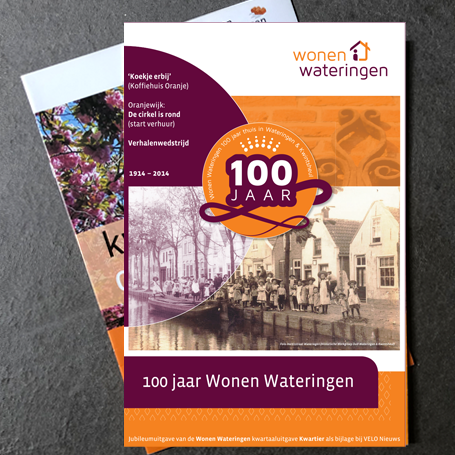 wonen
wateringen
'Koekje erbij'
(Koffiehuis Oranje)
Oranjewijk:
De cirkel is rond
(start verhuur)
Verhalenwedstrijd
1914 – 2014
Wonen Wateringen 100 jaar thuis in Wateringen & Kwintsheul
100
JAAR
100 jaar Wonen Wateringen
Jubileumuitgave van de Wonen Wateringen kwartaaluitgave Kwartier als bijlage bij VELO Nieuws